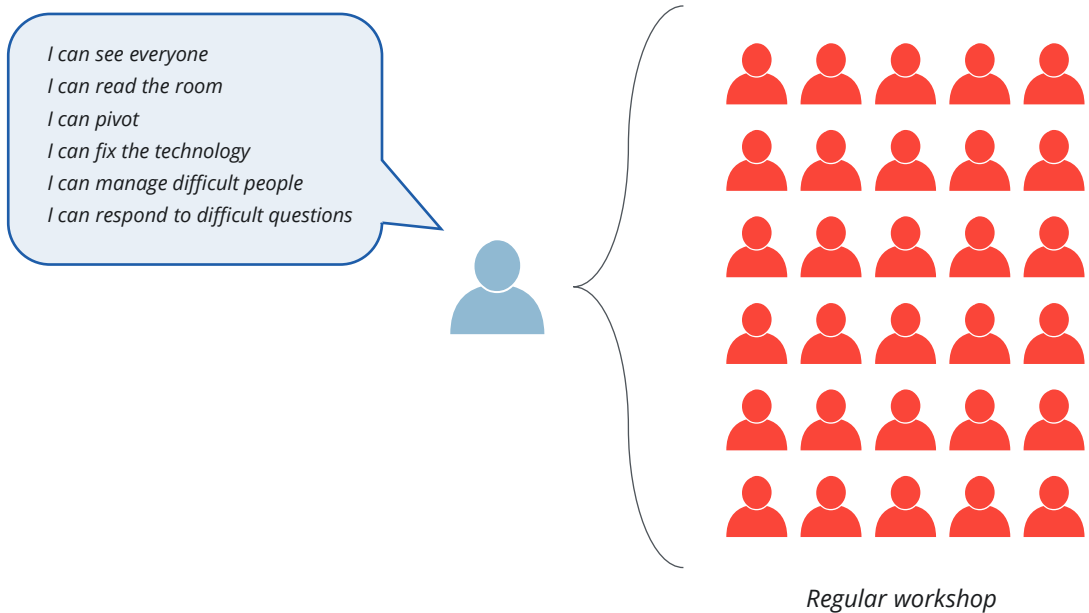 I can see everyone
I can read the room
I can pivot
I can fix the technology
I can manage difficult people
I can respond to difficult questions
Regular workshop